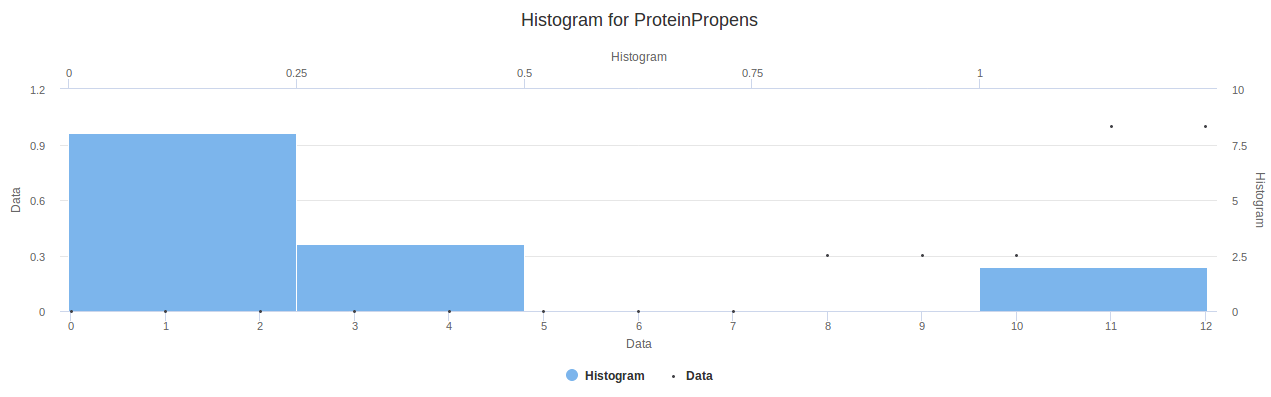 Histogram for ProteinPropens
Histogram
0 0.25 0.5 0.75 1
1.2 10
0.9 7.5
Data 0.6 5 Histogram
0.3 2.5
0 0
0 1 2 3 4 5 6 7 8 9 10 11 12
Data
Histogram Data